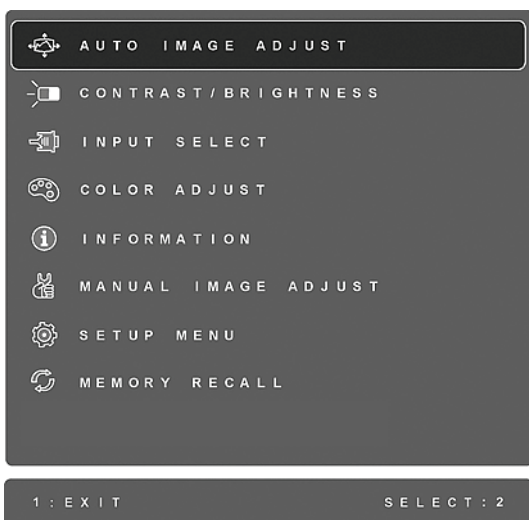 AUTO IMAGE ADJUST
CONTRAST/BRIGHTNESS
INPUT SELECT
COLOR ADJUST
INFORMATION
MANUAL IMAGE ADJUST
SETUP MENU
MEMORY RECALL
1:EXIT SELECT:2